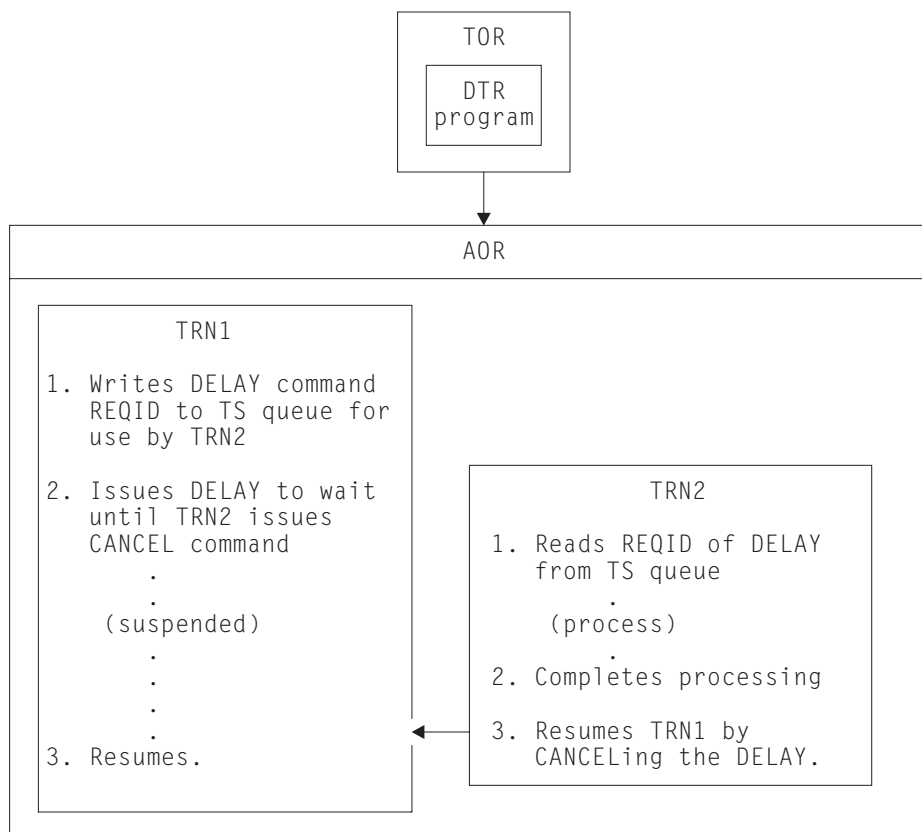 TOR
DTR
program
AOR
TRN1
1. Writes DELAY command
REQID to TS queue for
use by TRN2
2. Issues DELAY to wait
until TRN2 issues
CANCEL command
.
.
(suspended)
.
.
.
.
3. Resumes.
TRN2
1. Reads REQID of DELAY
from TS queue
.
(process)
.
2. Completes processing
3. Resumes TRN1 by
CANCELing the DELAY.